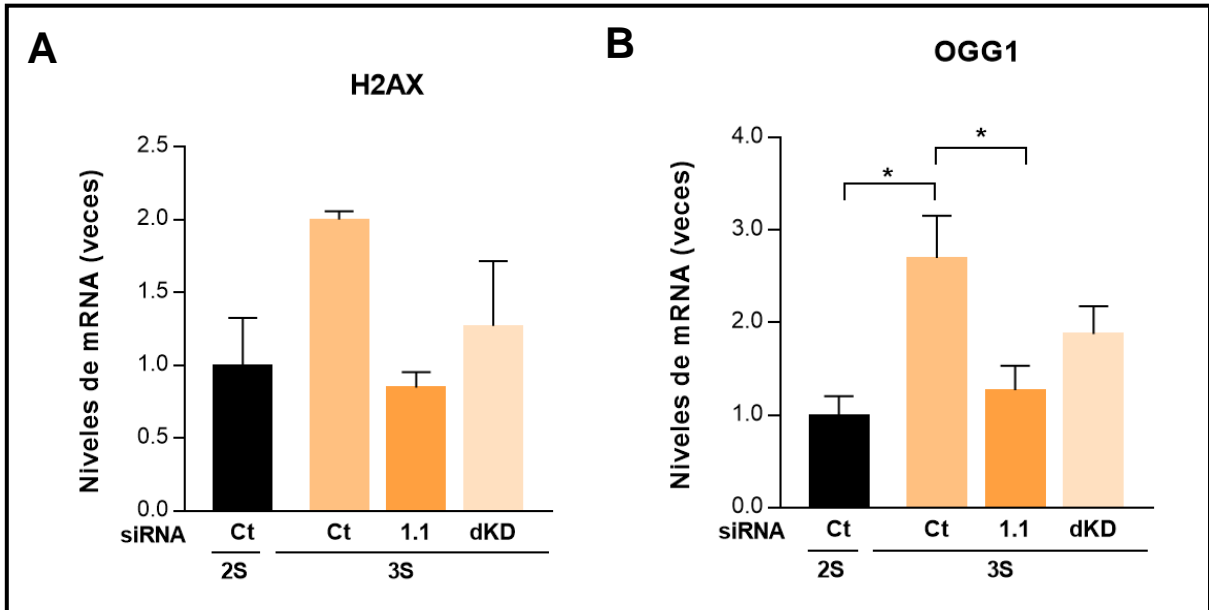 A
H2AX
Niveles de mRNA (veces)
2.5
2.0
1.5
1.0
0.5
0.0
siRNA Ct Ct 1.1 dKD
2S 3S
B
OGG1
Niveles de mRNA (veces)
4.0
3.0
2.0
1.0
0.0
* *
siRNA Ct Ct 1.1 dKD
2S 3S